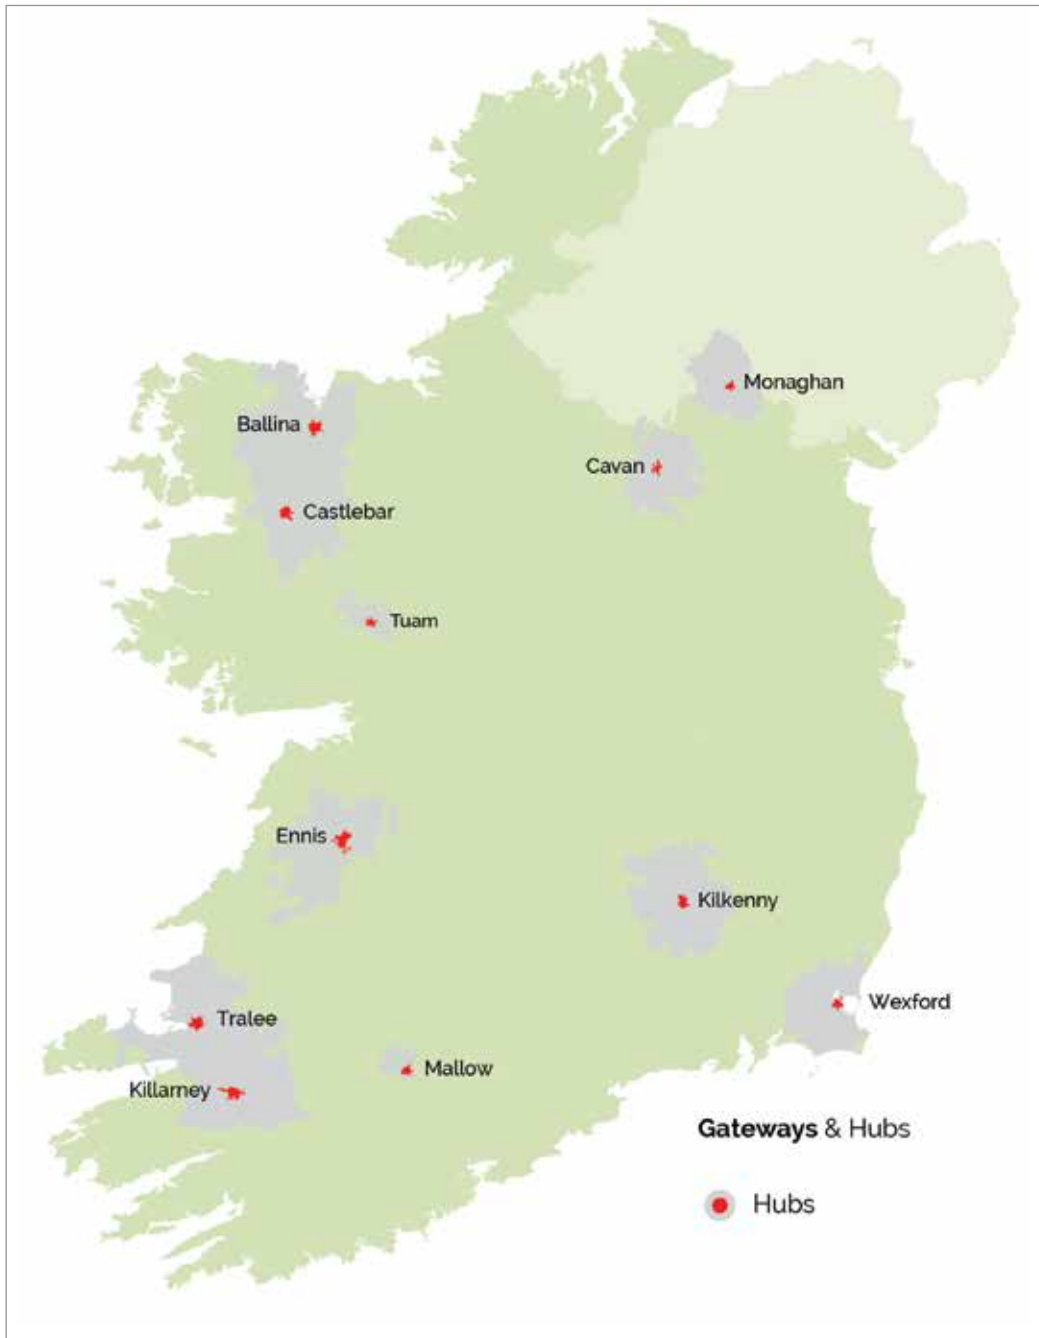 Monaghan
Ballina
Cavan
Castlebar
Tuam
Ennis
Kilkenny
Wexford
Tralee
Mallow
Killarney
Gateways & Hubs
Hubs